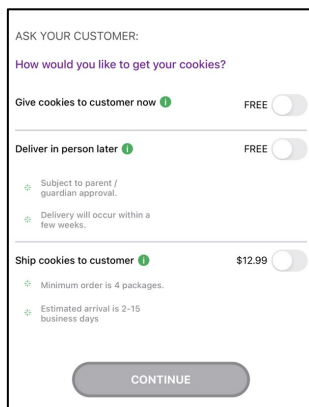 ASK YOUR CUSTOMER:
How would you like to get your cookies?
Give cookies to customer now i FREE
Deliver in person later i FREE
Subject to parent /
guardian approval.
Delivery will occur within a
few weeks.
Ship cookies to customer i $12.99
Minimum order is 4 packages.
Estimated arrival is 2-15
business days
CONTINUE